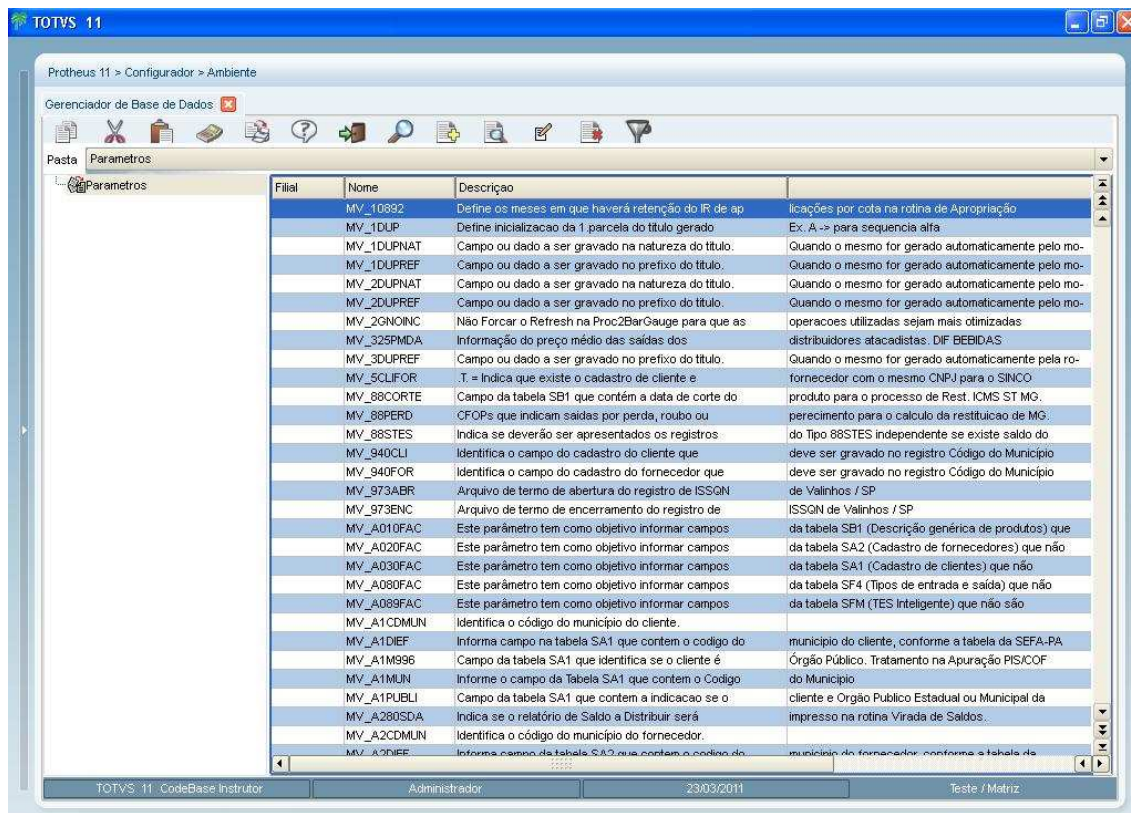 TOTVS 11
Protheus 11 > Configurador > Ambiente
Gerenciador de Base de Dados
Pasta Parametros
Parametros
Filial Nome Descriçao
MV_10892 Define os meses em que haverá retenção do IR de ap licações por cota na rotina de Apropriação
MV_1DUP Define inicializacao da 1.parcela do titulo gerado Ex. A -> para sequencia alfa
MV_1DUPNAT Campo ou dado a ser gravado na natureza do titulo. Quando o mesmo for gerado automaticamente pelo mo-
MV_1DUPREF Campo ou dado a ser gravado no prefixo do titulo. Quando o mesmo for gerado automaticamente pelo mo-
MV_2DUPNAT Campo ou dado a ser gravado na natureza do titulo. Quando o mesmo for gerado automaticamente pelo mo-
MV_2DUPREF Campo ou dado a ser gravado no prefixo do titulo. Quando o mesmo for gerado automaticamente pelo mo-
MV_2GNOINC Não Forcar o Refresh na Proc2BarGauge para que as operacoes utilizadas sejam mais otimizadas
MV_325PMDA Informação do preço médio das saídas dos distribuidores atacadistas. DIF BEBIDAS
MV_3DUPREF Campo ou dado a ser gravado no prefixo do titulo. Quando o mesmo for gerado automaticamente pela ro-
MV_5CLIFOR .T. = Indica que existe o cadastro de cliente e fornecedor com o mesmo CNPJ para o SINCO
MV_88CORTE Campo da tabela SB1 que contém a data de corte do produto para o processo de Rest. ICMS ST MG.
MV_88PERD CFOPs que indicam saidas por perda, roubo ou perecimento para o calculo da restituicao de MG.
MV_88STES Indica se deverão ser apresentados os registros do Tipo 88STES independente se existe saldo do
MV_940CLI Identifica o campo do cadastro do cliente que deve ser gravado no registro Código do Município
MV_940FOR Identifica o campo do cadastro do fornecedor que deve ser gravado no registro Código do Município
MV_973ABR Arquivo de termo de abertura do registro de ISSQN de Valinhos / SP
MV_973ENC Arquivo de termo de encerramento do registro de ISSQN de Valinhos / SP
MV_A010FAC Este parâmetro tem como objetivo informar campos da tabela SB1 (Descrição genérica de produtos) que
MV_A020FAC Este parâmetro tem como objetivo informar campos da tabela SA2 (Cadastro de fornecedores) que não
MV_A030FAC Este parâmetro tem como objetivo informar campos da tabela SA1 (Cadastro de clientes) que não
MV_A080FAC Este parâmetro tem como objetivo informar campos da tabela SF4 (Tipos de entrada e saída) que não
MV_A089FAC Este parâmetro tem como objetivo informar campos da tabela SFM (TES Inteligente) que não são
MV_A1CDMUN Identifica o código do município do cliente.
MV_A1DIEF Informa campo na tabela SA1 que contem o codigo do municipio do cliente, conforme a tabela da SEFA-PA
MV_A1M996 Campo da tabela SA1 que identifica se o cliente é Órgão Público. Tratamento na Apuração PIS/COF
MV_A1MUN Informe o campo da Tabela SA1 que contem o Codigo do Municipio
MV_A1PUBLI Campo da tabela SA1 que contem a indicacao se o cliente e Orgão Publico Estadual ou Municipal da
MV_A280SDA Indica se o relatório de Saldo a Distribuir será impresso na rotina Virada de Saldos.
MV_A2CDMUN Identifica o código do município do fornecedor.
MV_A2DIEF Informa campo da tabela SA2 que contem o codigo do municipio do fornecedor, conforme a tabela da
TOTVS 11 CodeBase Instrutor Administrador 23/03/2011 Teste / Matriz